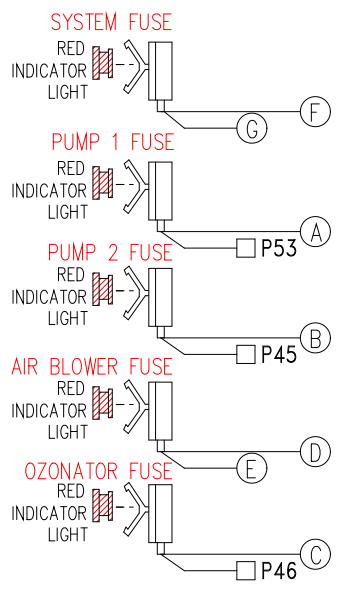 SYSTEM FUSE
RED
INDICATOR
LIGHT
F
G
PUMP 1 FUSE
RED
INDICATOR
LIGHT
A
P53
PUMP 2 FUSE
RED
INDICATOR
LIGHT
B
P45
AIR BLOWER FUSE
RED
INDICATOR
LIGHT
D
E
OZONATOR FUSE
RED
INDICATOR
LIGHT
C
P46